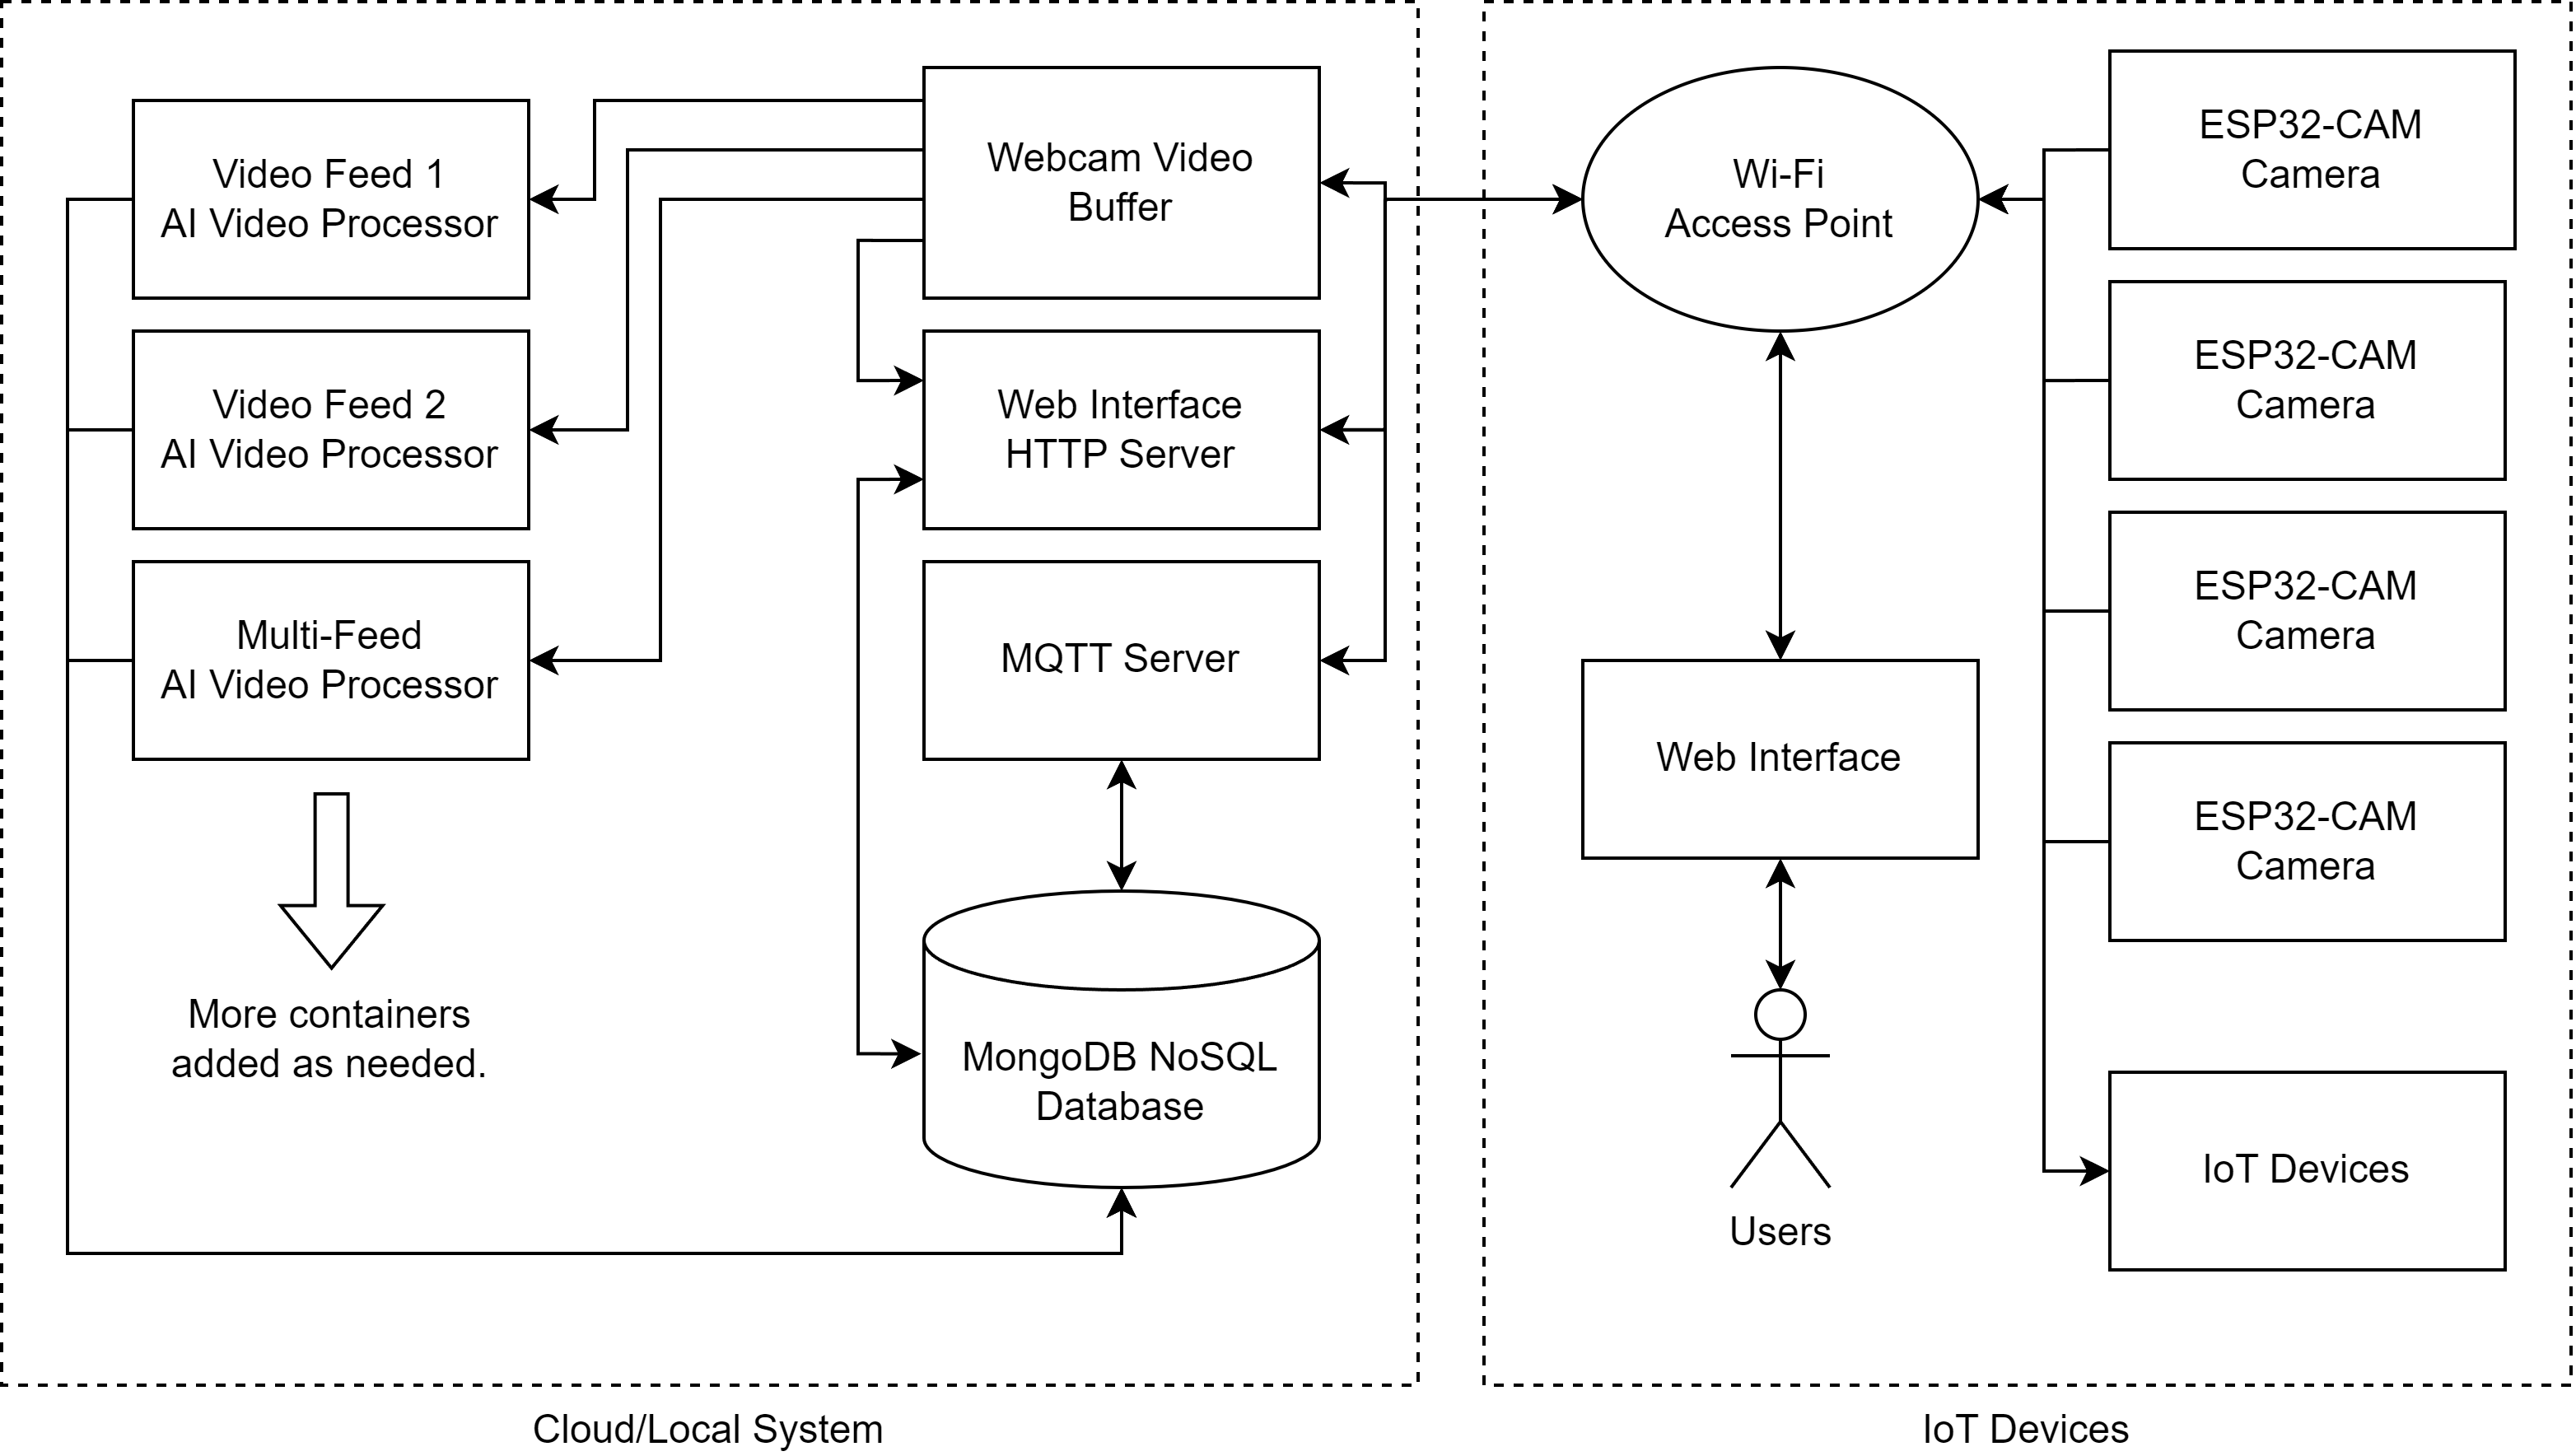 Video Feed 1
AI Video Processor
Video Feed 2
AI Video Processor
Multi-Feed
AI Video Processor
More containers
added as needed.
Webcam Video
Buffer
Web Interface
HTTP Server
MQTT Server
MongoDB NoSQL
Database
Cloud/Local System
Wi-Fi
Access Point
Web Interface
Users
ESP32-CAM
Camera
ESP32-CAM
Camera
ESP32-CAM
Camera
ESP32-CAM
Camera
IoT Devices
IoT Devices